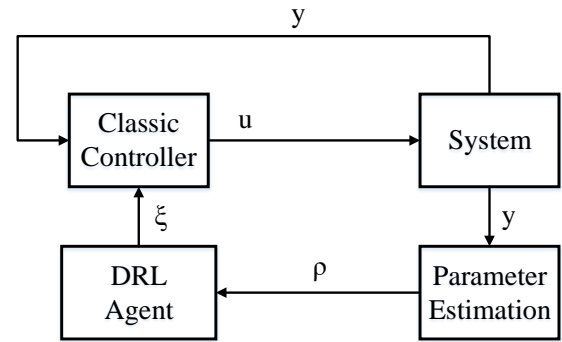 y
Classic
Controller
u
System
ξ
y
DRL
Agent
ρ
Parameter
Estimation